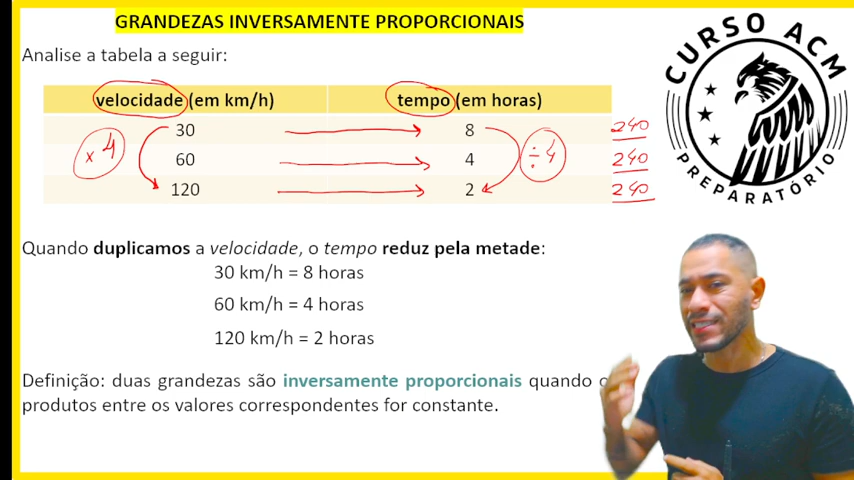 GRANDEZAS INVERSAMENTE PROPORCIONAIS
Analise a tabela a seguir:
velocidade (em km/h) tempo (em horas)
30 8 240
60 4 240
120 2 240
x 4
÷ 4
Quando duplicamos a velocidade, o tempo reduz pela metade:
30 km/h = 8 horas
60 km/h = 4 horas
120 km/h = 2 horas
Definição: duas grandezas são inversamente proporcionais quando
produtos entre os valores correspondentes for constante.
CURSO ACM
PREPARATÓRIO